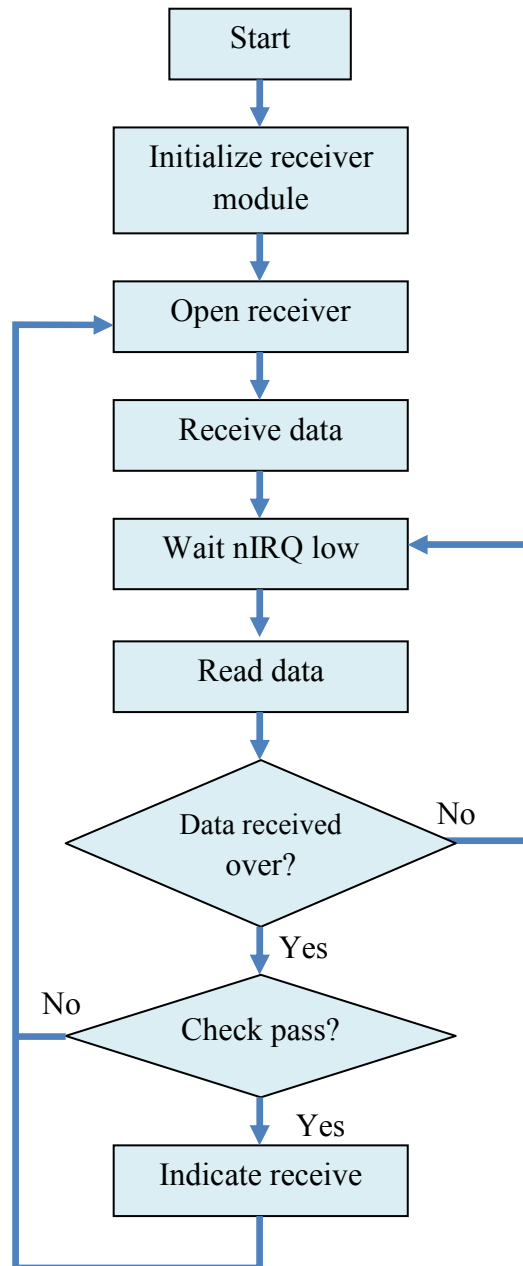 Start
Initialize receiver
module
Open receiver
Receive data
Wait nIRQ low
Read data
Data received
over?
No
Yes
No
Check pass?
Yes
Indicate receive